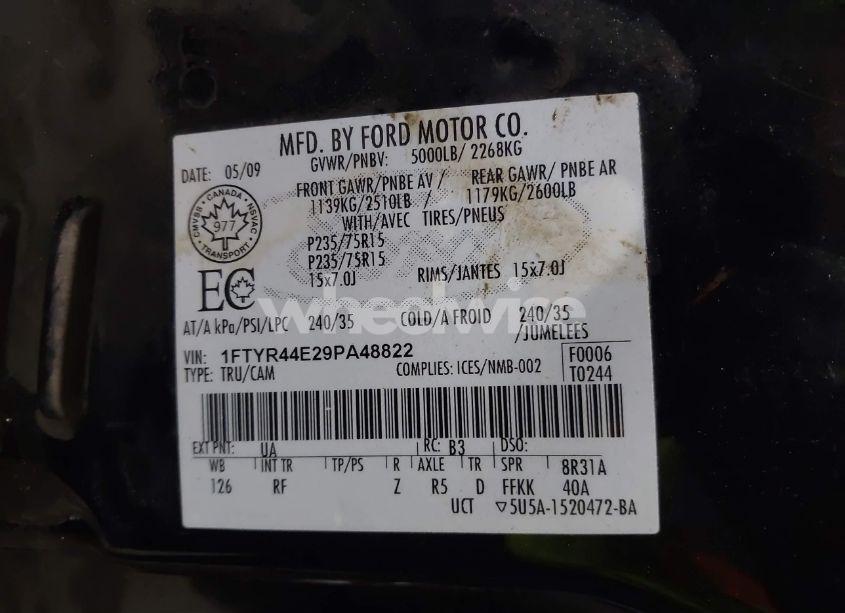 MFD. BY FORD MOTOR CO.
DATE: 05/09
GVWR/PNBV: 5000LB/ 2268KG
FRONT GAWR/PNBE AV / REAR GAWR/ PNBE AR
1139KG/2510LB / 1179KG/2600LB
WITH/AVEC TIRES/PNEUS
P235/75R15
P235/75R15
15x7.0J RIMS/JANTES 15x7.0J
CMVSS • CANADA • NSVAC
977
TRANSPORT
EC
wheelwise
AT/A kPa/PSI/LPC 240/35 COLD/A FROID 240/35
/JUMELEES
VIN: 1FTYR44E29PA48822
TYPE: TRU/CAM COMPLIES: ICES/NMB-002
F0006
T0244
EXT PNT: UA RC: B3 DSO:
WB INT TR TP/PS R AXLE TR SPR 8R31A
126 RF Z R5 D FFKK 40A
UCT ▽5U5A-1520472-BA